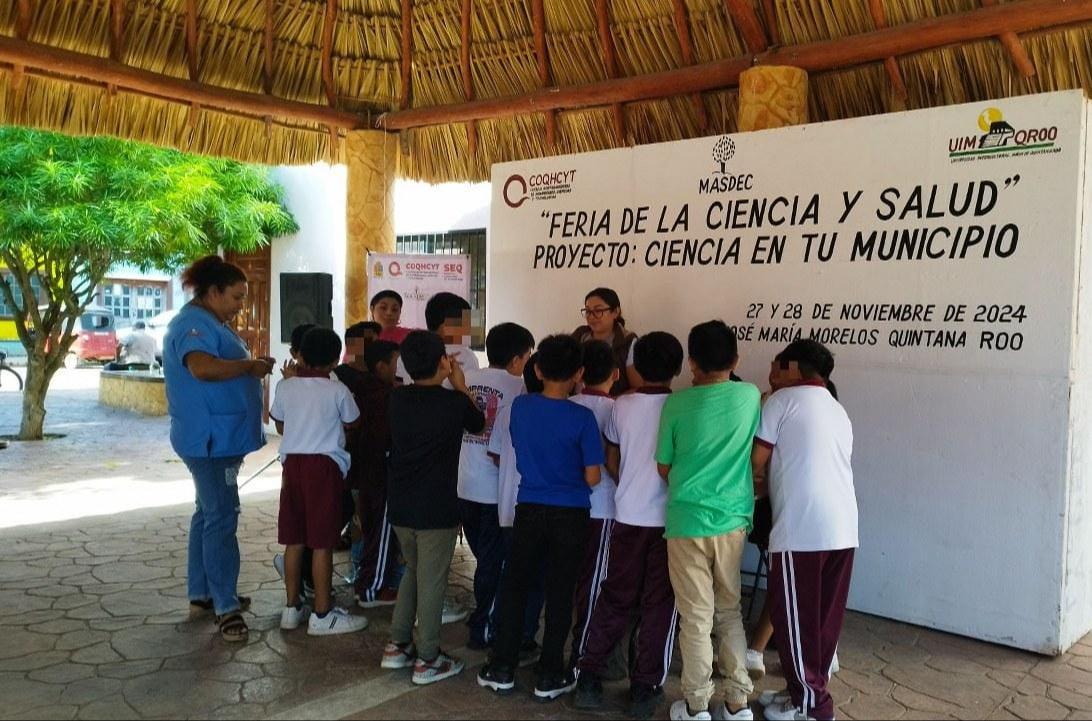 COQHCYT
MASDEC
UIMQROO
"FERIA DE LA CIENCIA Y SALUD"
PROYECTO: CIENCIA EN TU MUNICIPIO
27 Y 28 DE NOVIEMBRE DE 2024
JOSÉ MARÍA MORELOS QUINTANA ROO
COQHCYT SEQ